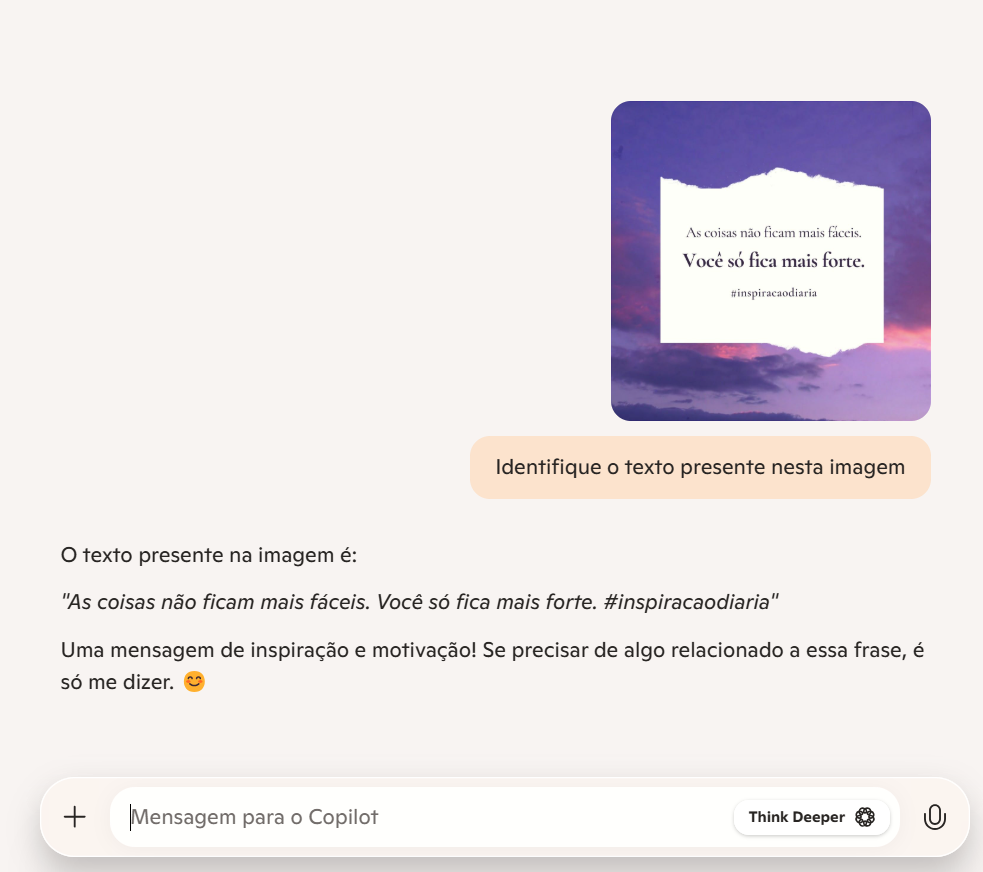 As coisas não ficam mais fáceis.
Você só fica mais forte.
#inspiracaodiaria
Identifique o texto presente nesta imagem
O texto presente na imagem é:
"As coisas não ficam mais fáceis. Você só fica mais forte. #inspiracaodiaria"
Uma mensagem de inspiração e motivação! Se precisar de algo relacionado a essa frase, é
só me dizer. 😊
Mensagem para o Copilot
Think Deeper